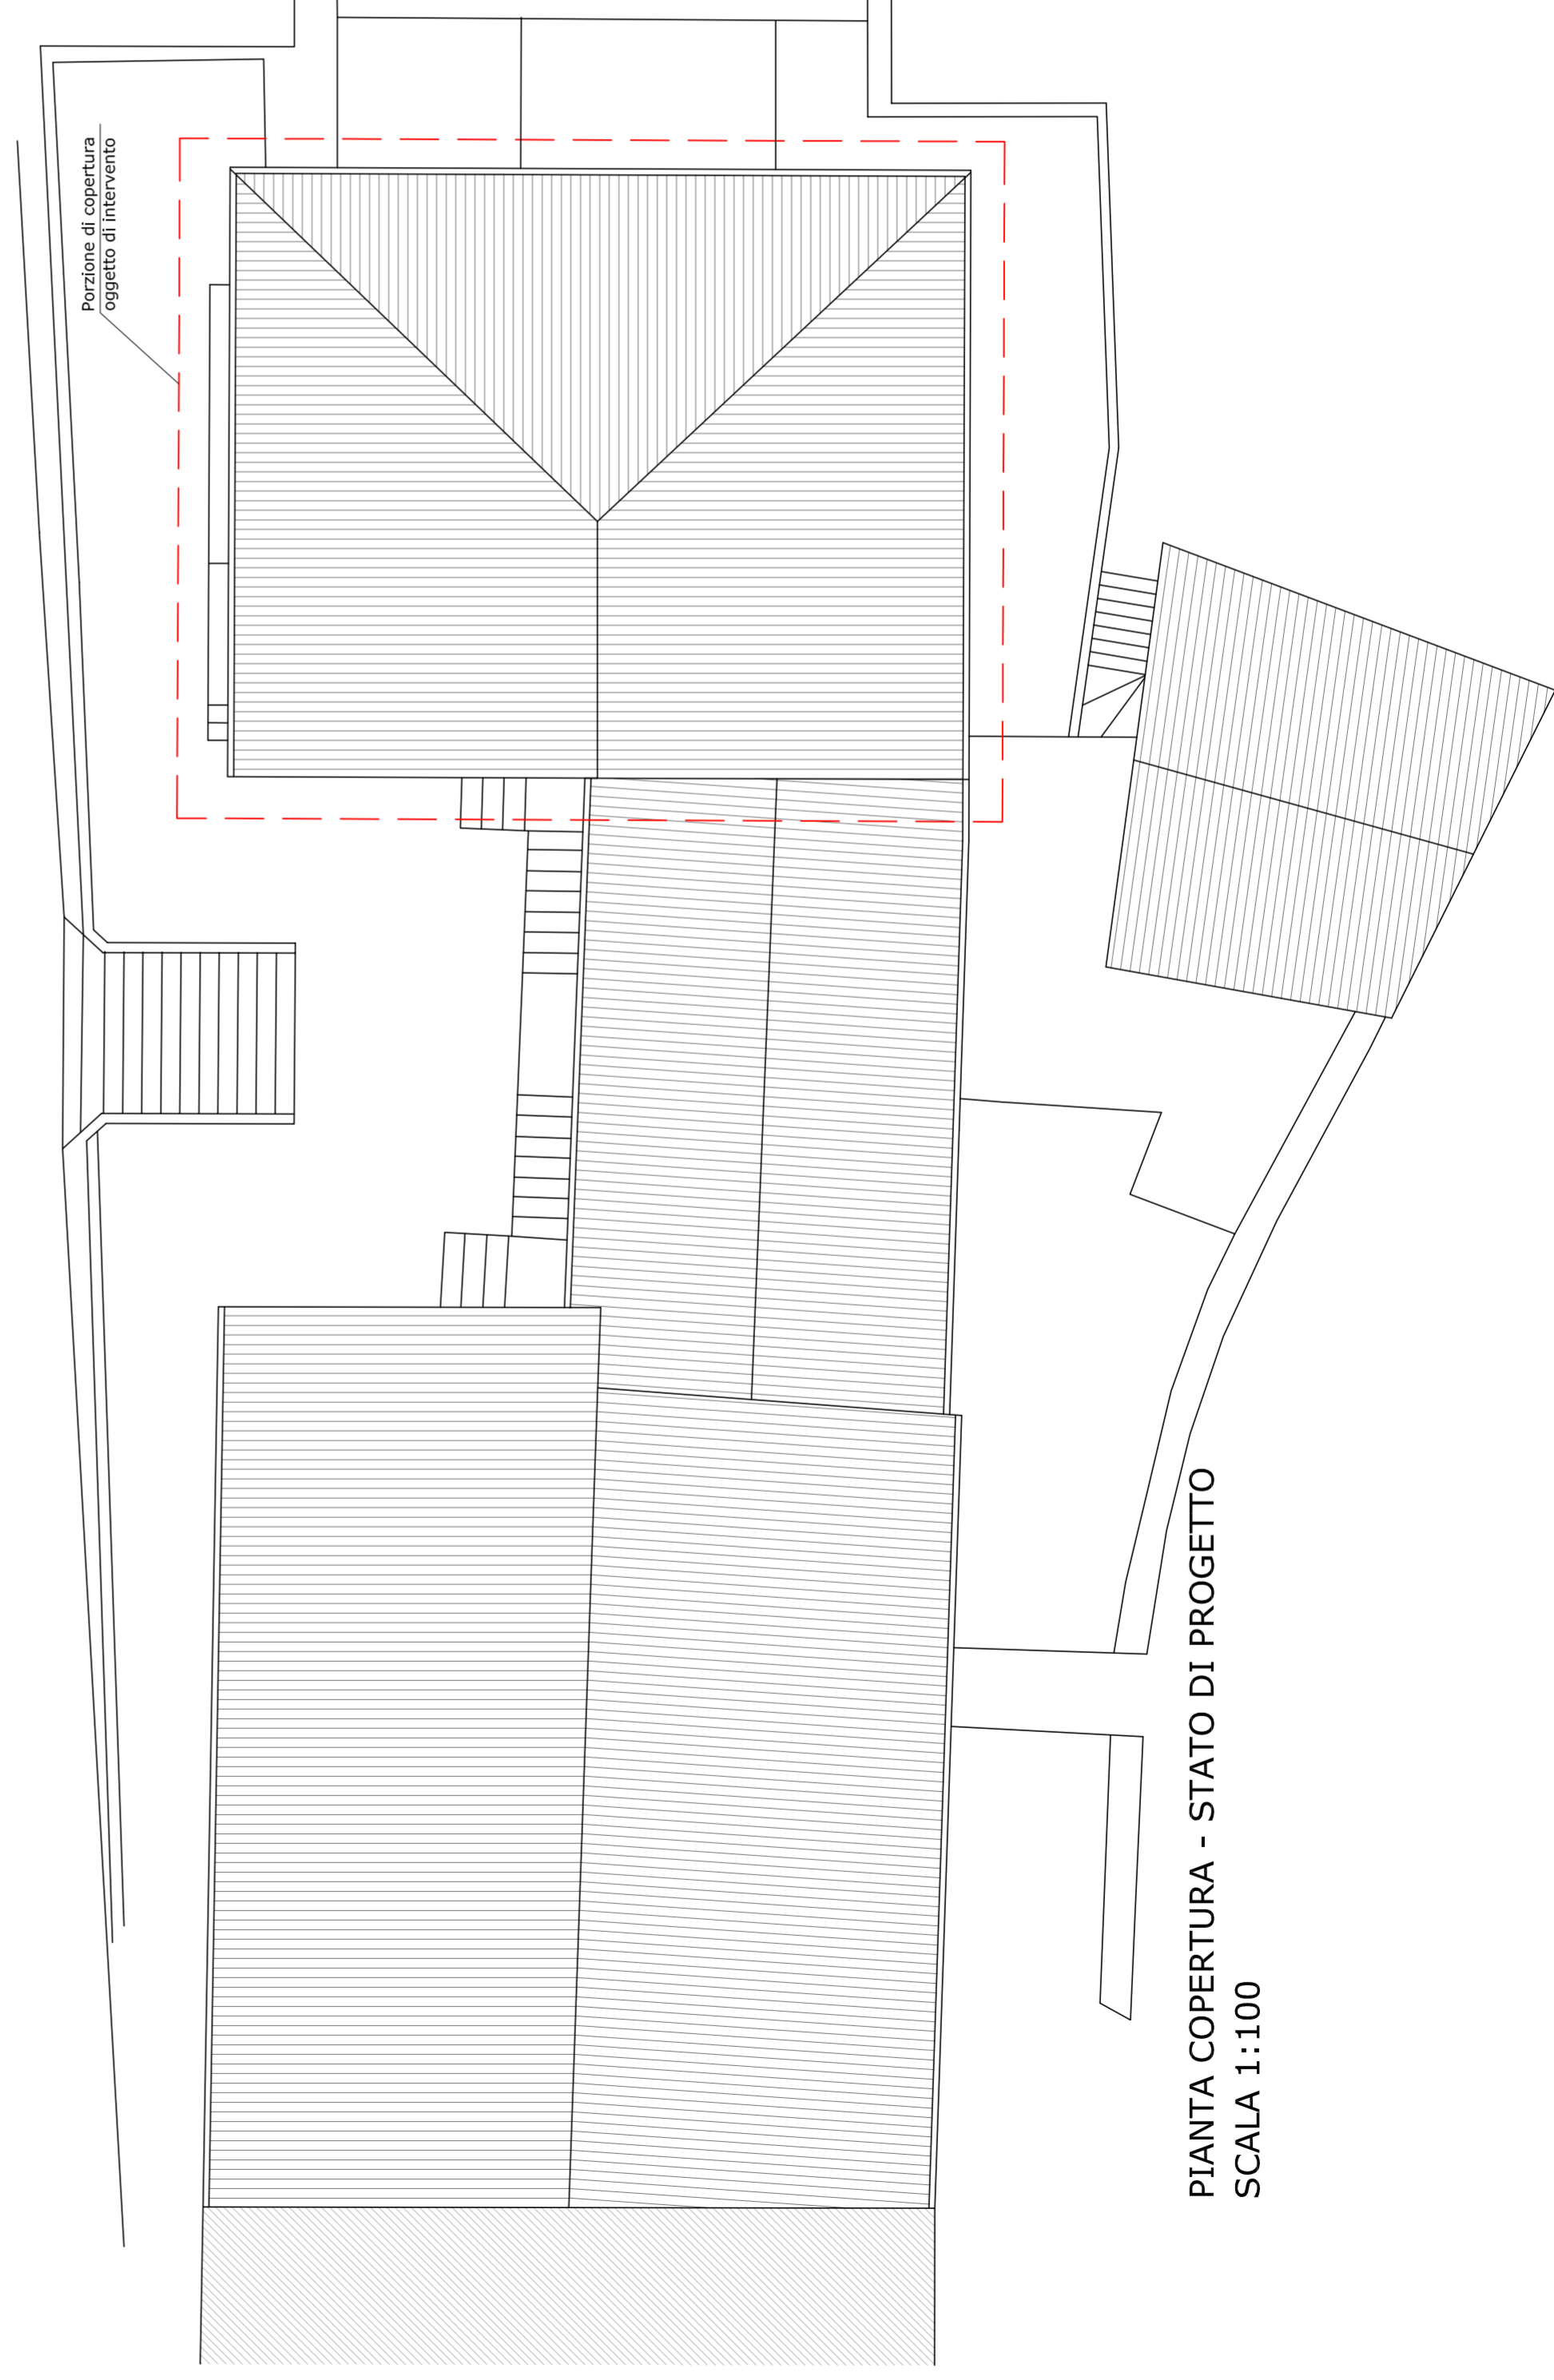 Porzione di copertura
oggetto di intervento
PIANTA COPERTURA - STATO DI PROGETTO
SCALA 1:100